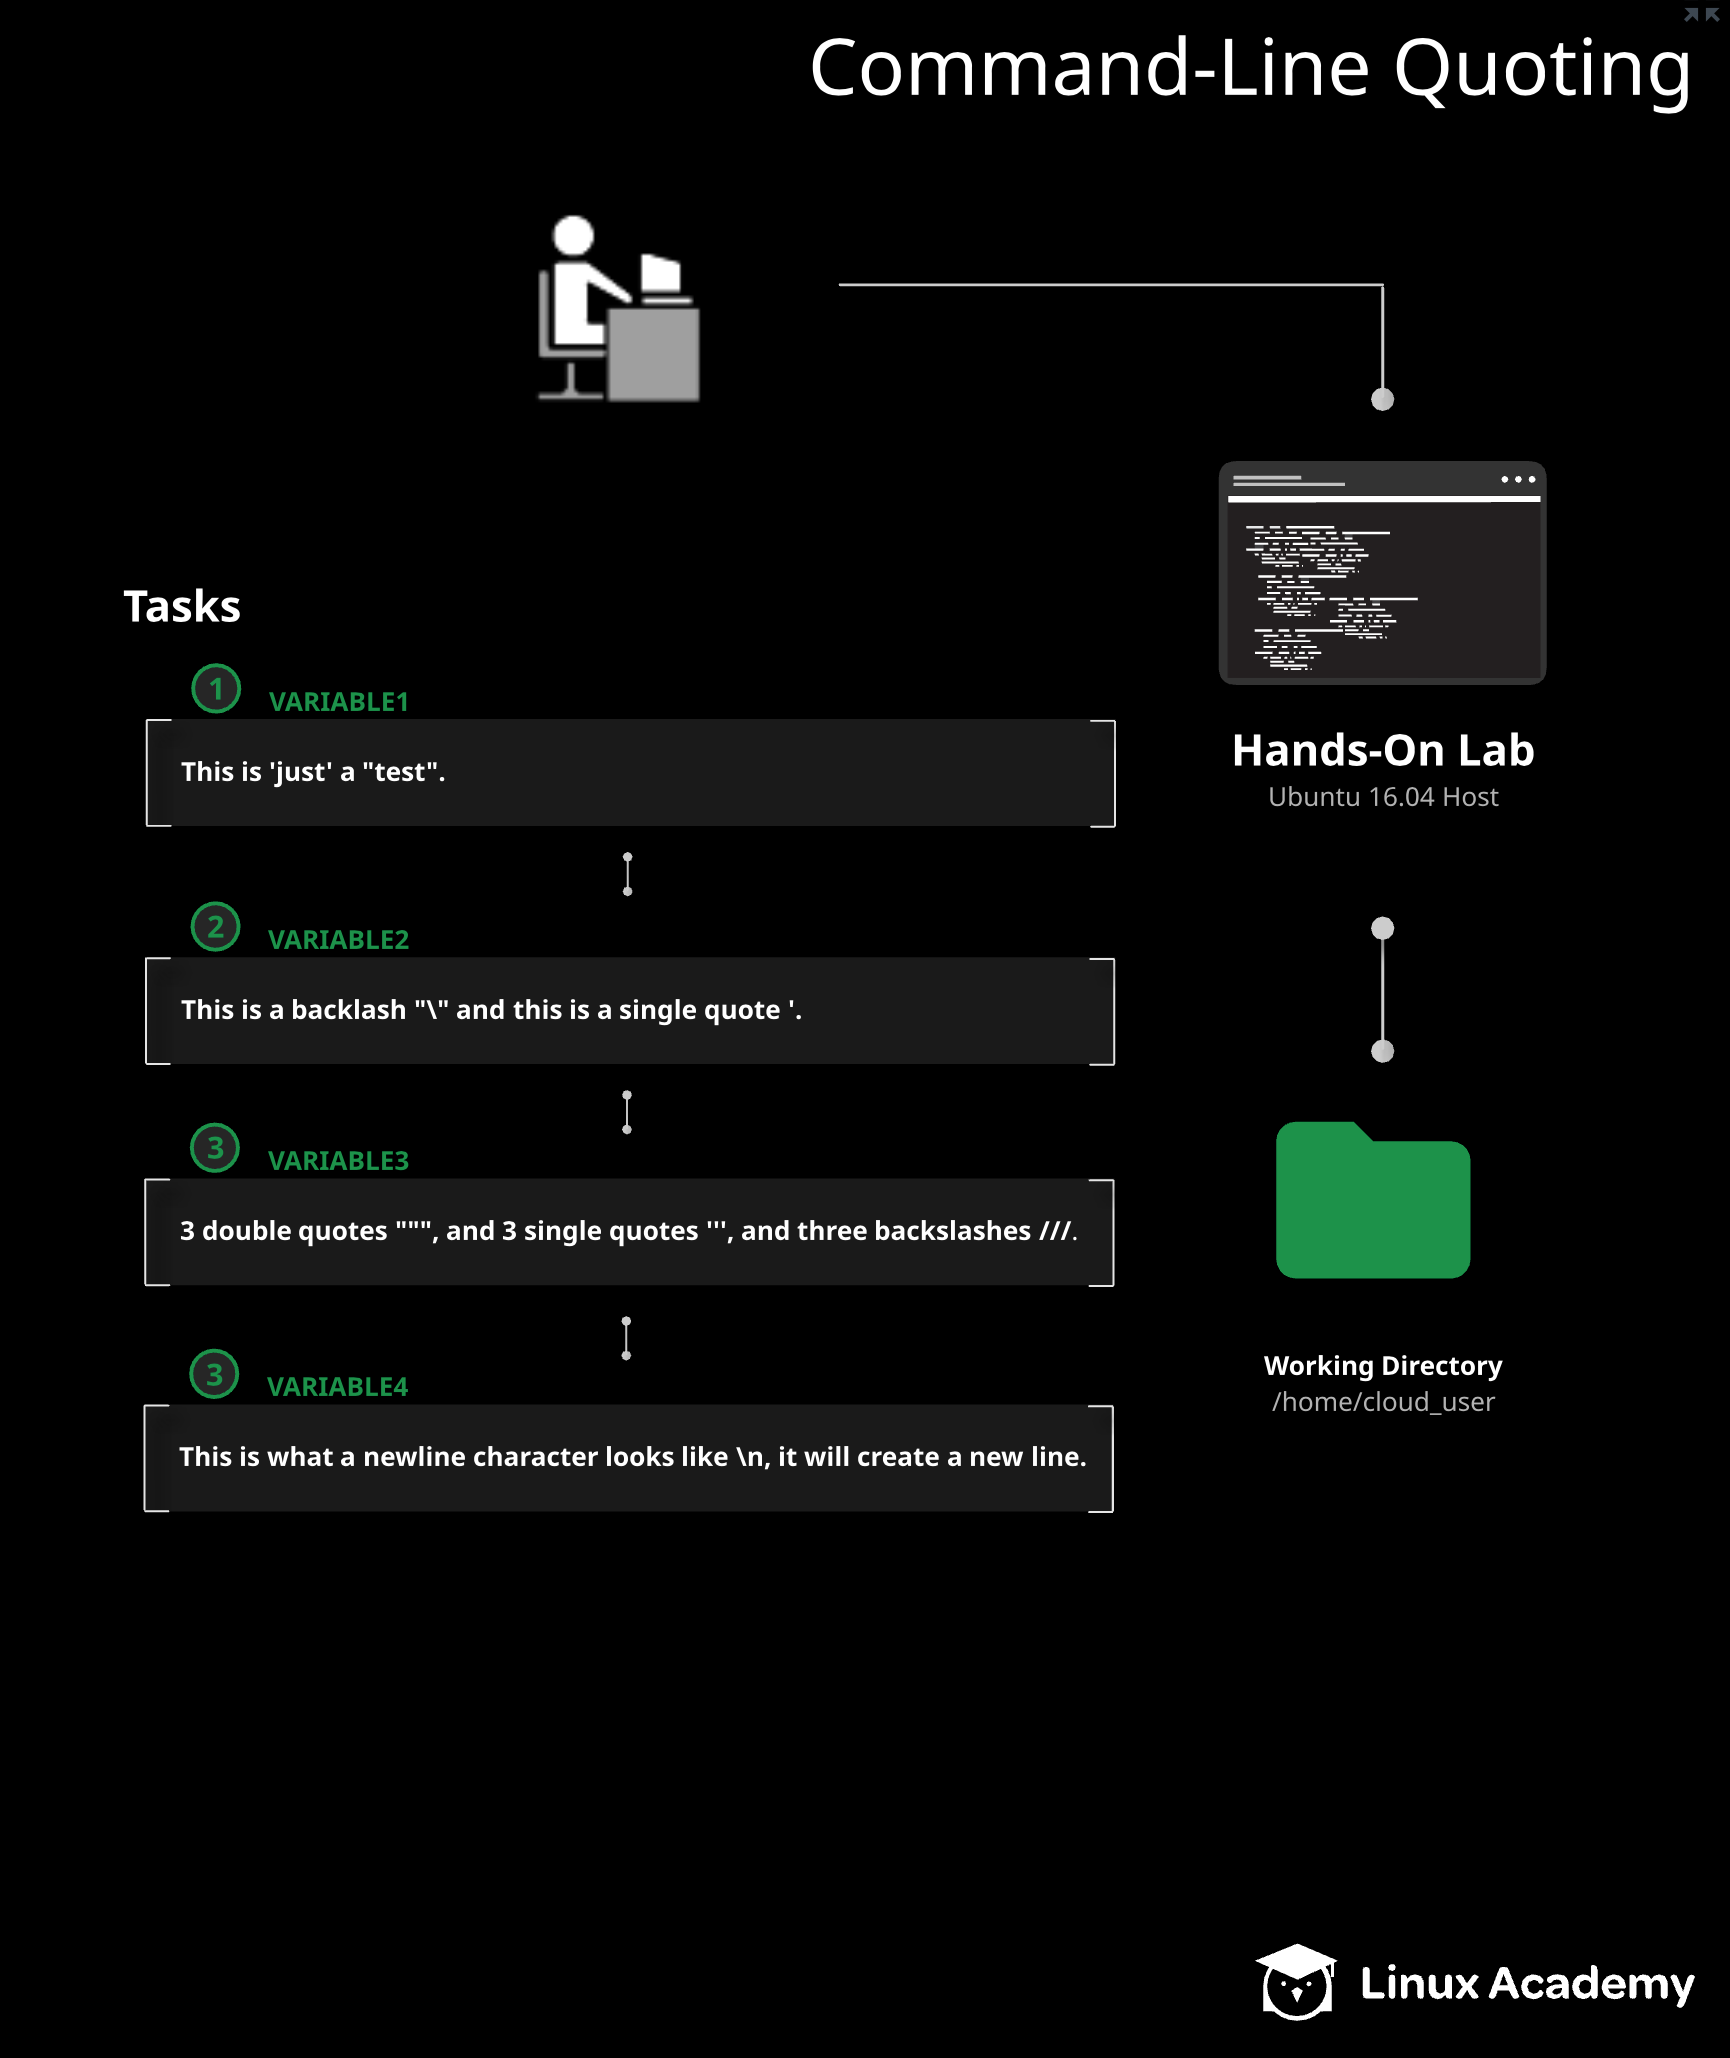 Command-Line Quoting
Tasks
1
VARIABLE1
This is 'just' a "test".
2
VARIABLE2
This is a backlash "\" and this is a single quote '.
3
VARIABLE3
3 double quotes """, and 3 single quotes ''', and three backslashes ///.
3
VARIABLE4
This is what a newline character looks like \n, it will create a new line.
Hands-On Lab
Ubuntu 16.04 Host
Working Directory
/home/cloud_user
Linux Academy